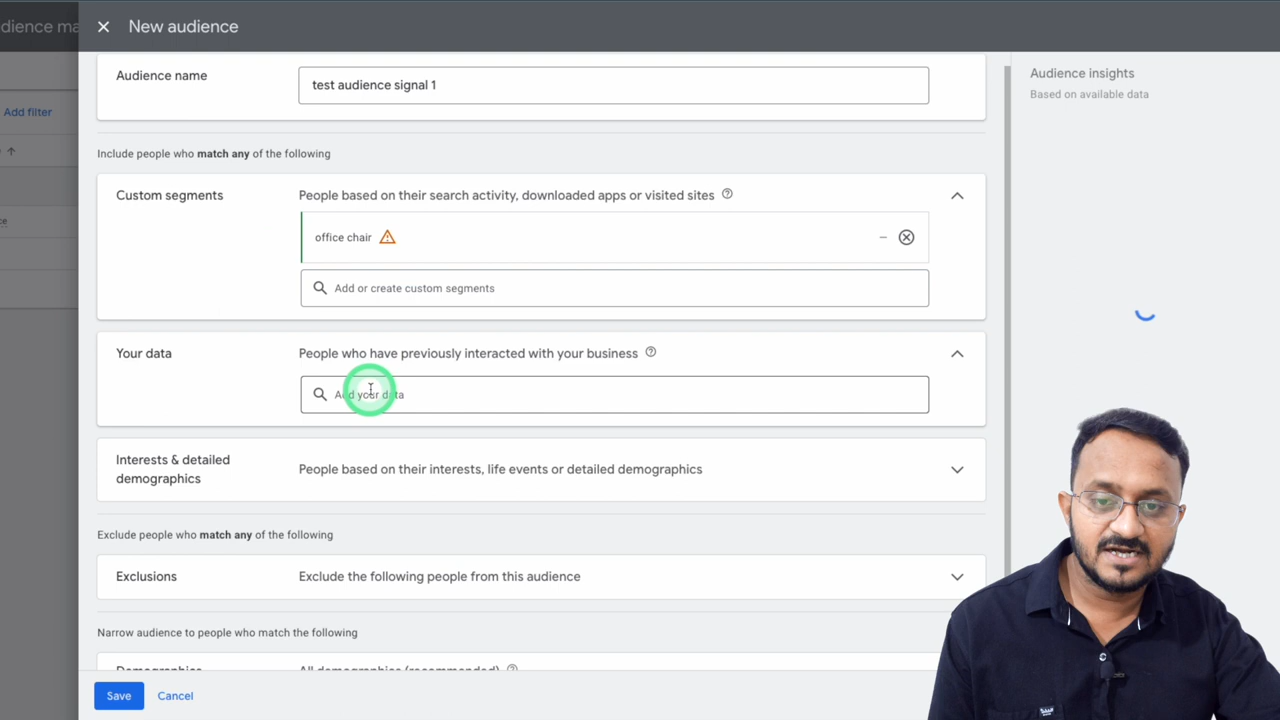 dience ma
New audience
Add filter
ce
Audience name
test audience signal 1
Include people who match any of the following
Custom segments
People based on their search activity, downloaded apps or visited sites
office chair
Add or create custom segments
Your data
People who have previously interacted with your business
Add your data
Interests & detailed
demographics
People based on their interests, life events or detailed demographics
Exclude people who match any of the following
Exclusions
Exclude the following people from this audience
Narrow audience to people who match the following
Demographics
All demographics (recommended)
Save
Cancel
Audience insights
Based on available data